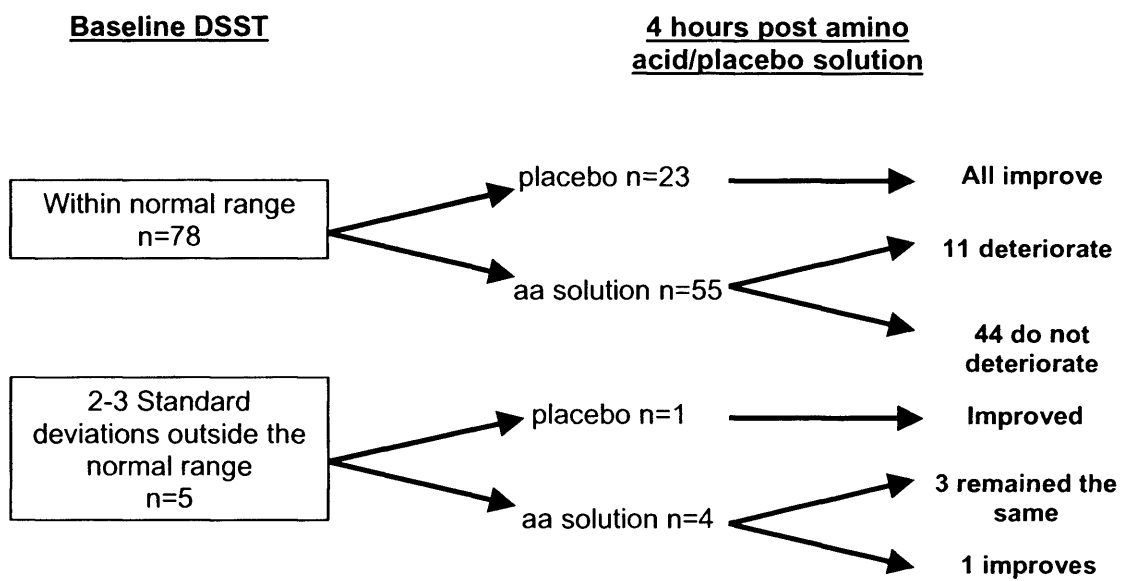 Baseline DSST
4 hours post amino
acid/placebo solution
Within normal range
n=78
placebo n=23
All improve
aa solution n=55
11 deteriorate
44 do not
deteriorate
2-3 Standard
deviations outside the
normal range
n=5
placebo n=1
Improved
aa solution n=4
3 remained the
same
1 improves